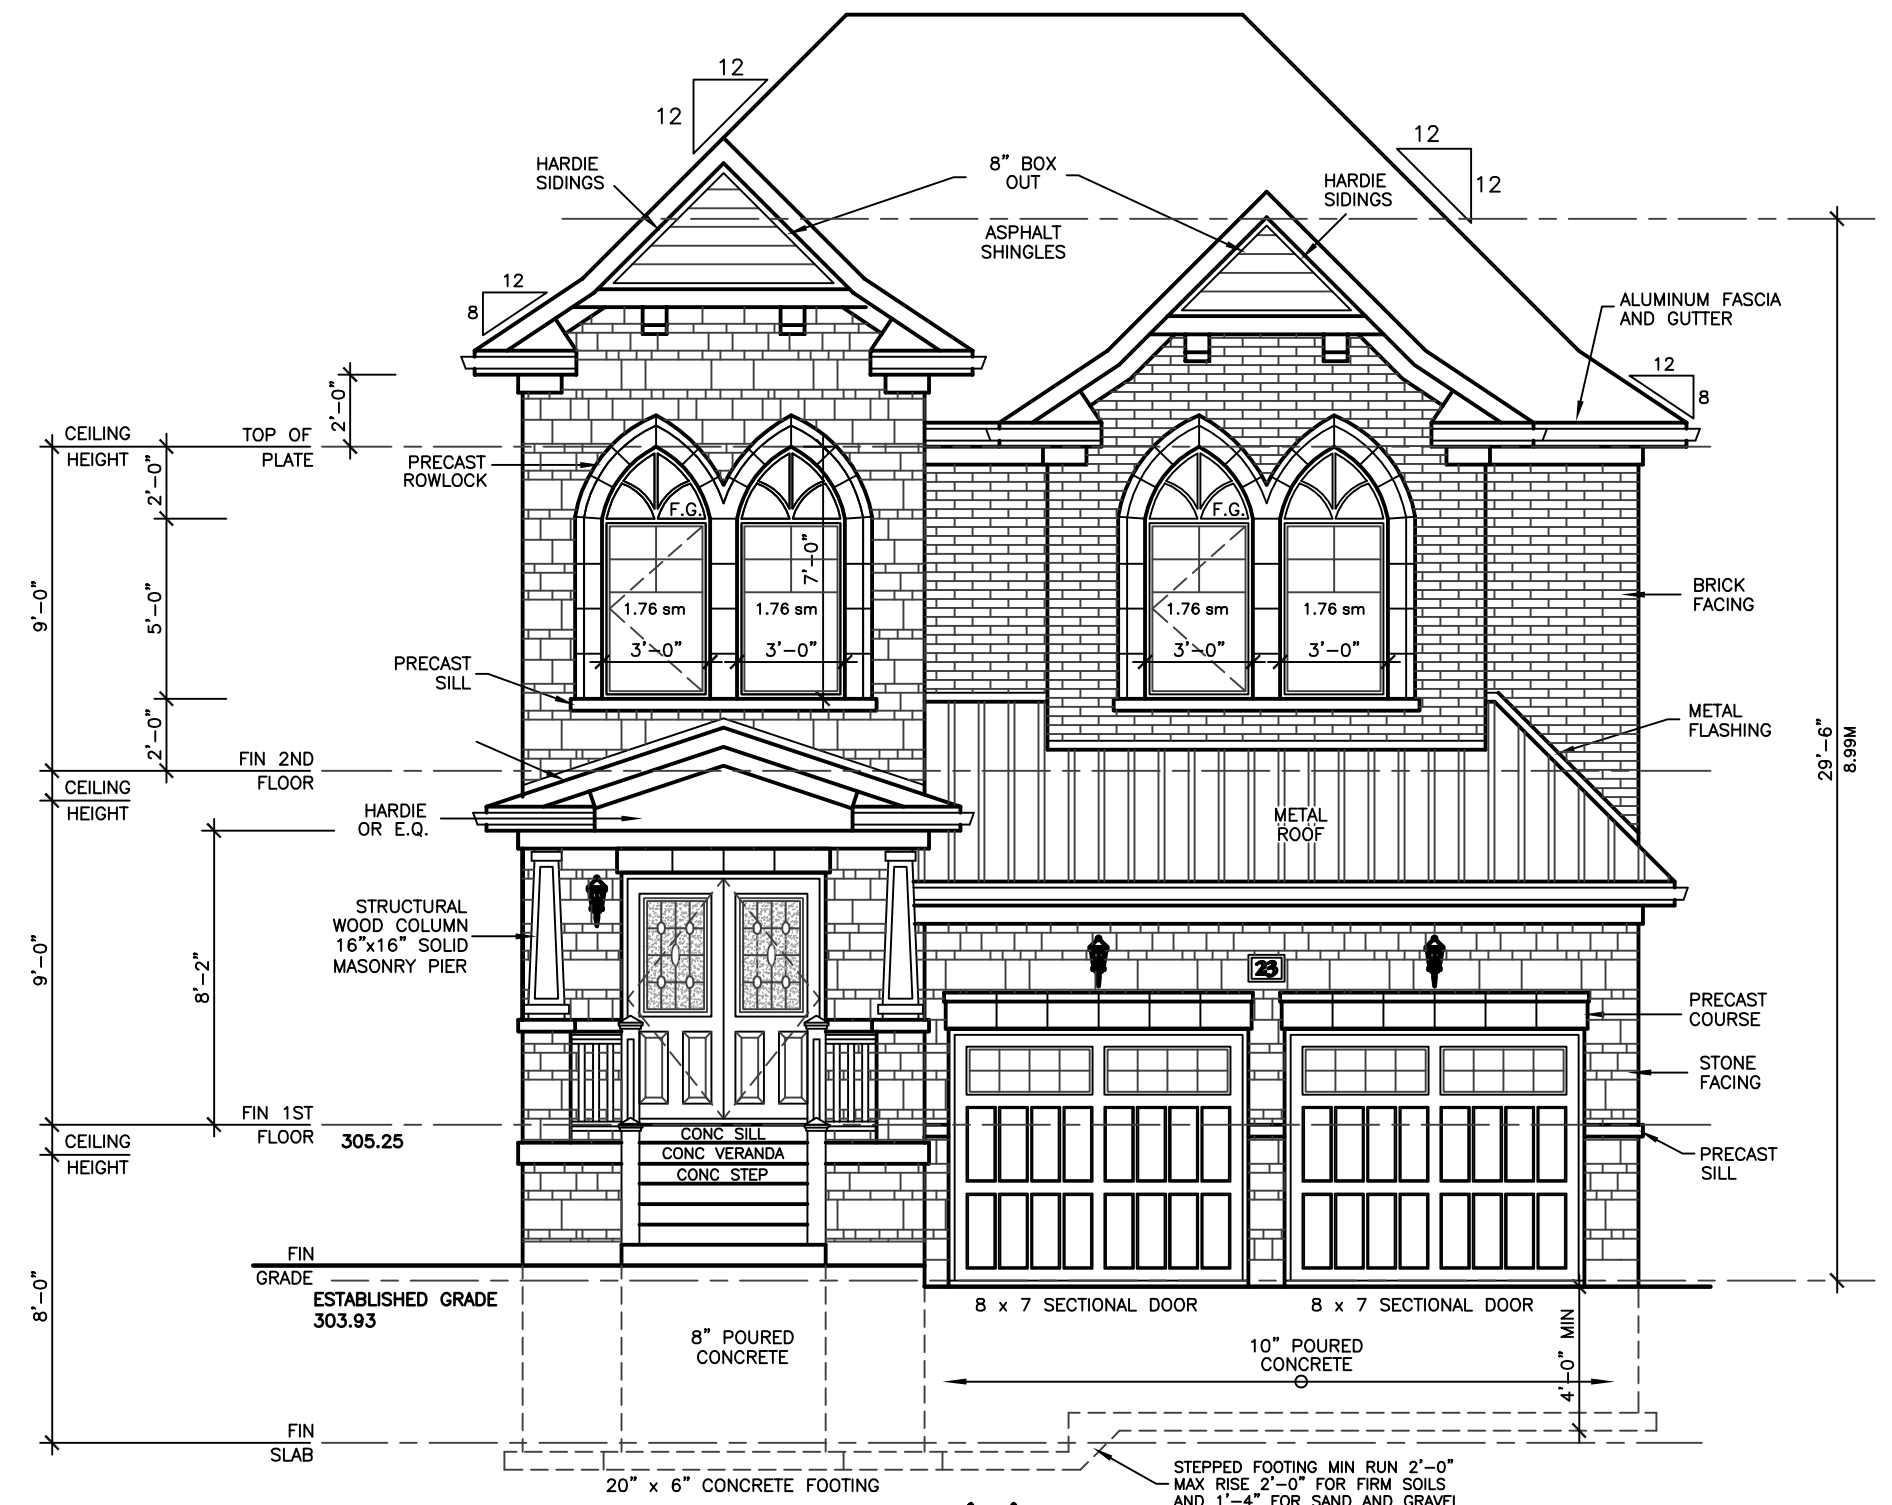 12
12
12
12
HARDIE
SIDINGS
8" BOX
OUT
HARDIE
SIDINGS
ASPHALT
SHINGLES
12
8
ALUMINUM FASCIA
AND GUTTER
12
8
2'-0"
CEILING
HEIGHT
TOP OF
PLATE
PRECAST
ROWLOCK
2'-0"
F.G.
F.G.
7'-0"
9'-0"
5'-0"
1.76 sm
1.76 sm
1.76 sm
1.76 sm
3'-0"
3'-0"
3'-0"
3'-0"
BRICK
FACING
PRECAST
SILL
2'-0"
METAL
FLASHING
29'-6"
8.99M
FIN 2ND
FLOOR
CEILING
HEIGHT
HARDIE
OR E.Q.
METAL
ROOF
STRUCTURAL
WOOD COLUMN
16"x16" SOLID
MASONRY PIER
9'-0"
8'-2"
23
PRECAST
COURSE
STONE
FACING
FIN 1ST
FLOOR
305.25
CEILING
HEIGHT
CONC SILL
CONC VERANDA
CONC STEP
PRECAST
SILL
FIN
GRADE
ESTABLISHED GRADE
303.93
8'-0"
8 x 7 SECTIONAL DOOR
8 x 7 SECTIONAL DOOR
8" POURED
CONCRETE
10" POURED
CONCRETE
4'-0" MIN
FIN
SLAB
20" x 6" CONCRETE FOOTING
STEPPED FOOTING MIN RUN 2'-0"
MAX RISE 2'-0" FOR FIRM SOILS
AND 1'-4" FOR SAND AND GRAVEL